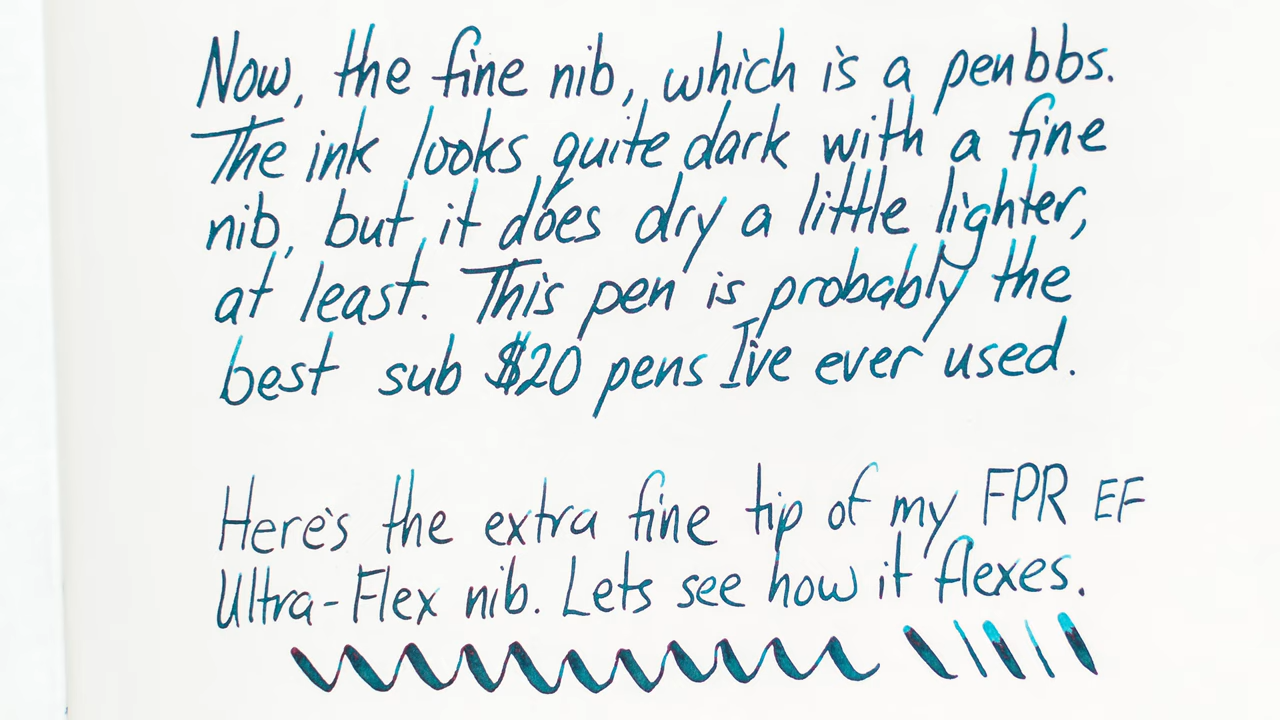 Now, the fine nib, which is a penbbs.
The ink looks quite dark with a fine
nib, but it does dry a little lighter,
at least. This pen is probably the
best sub $20 pens I've ever used.
Here's the extra fine tip of my FPR EF
Ultra-Flex nib. Lets see how it flexes.